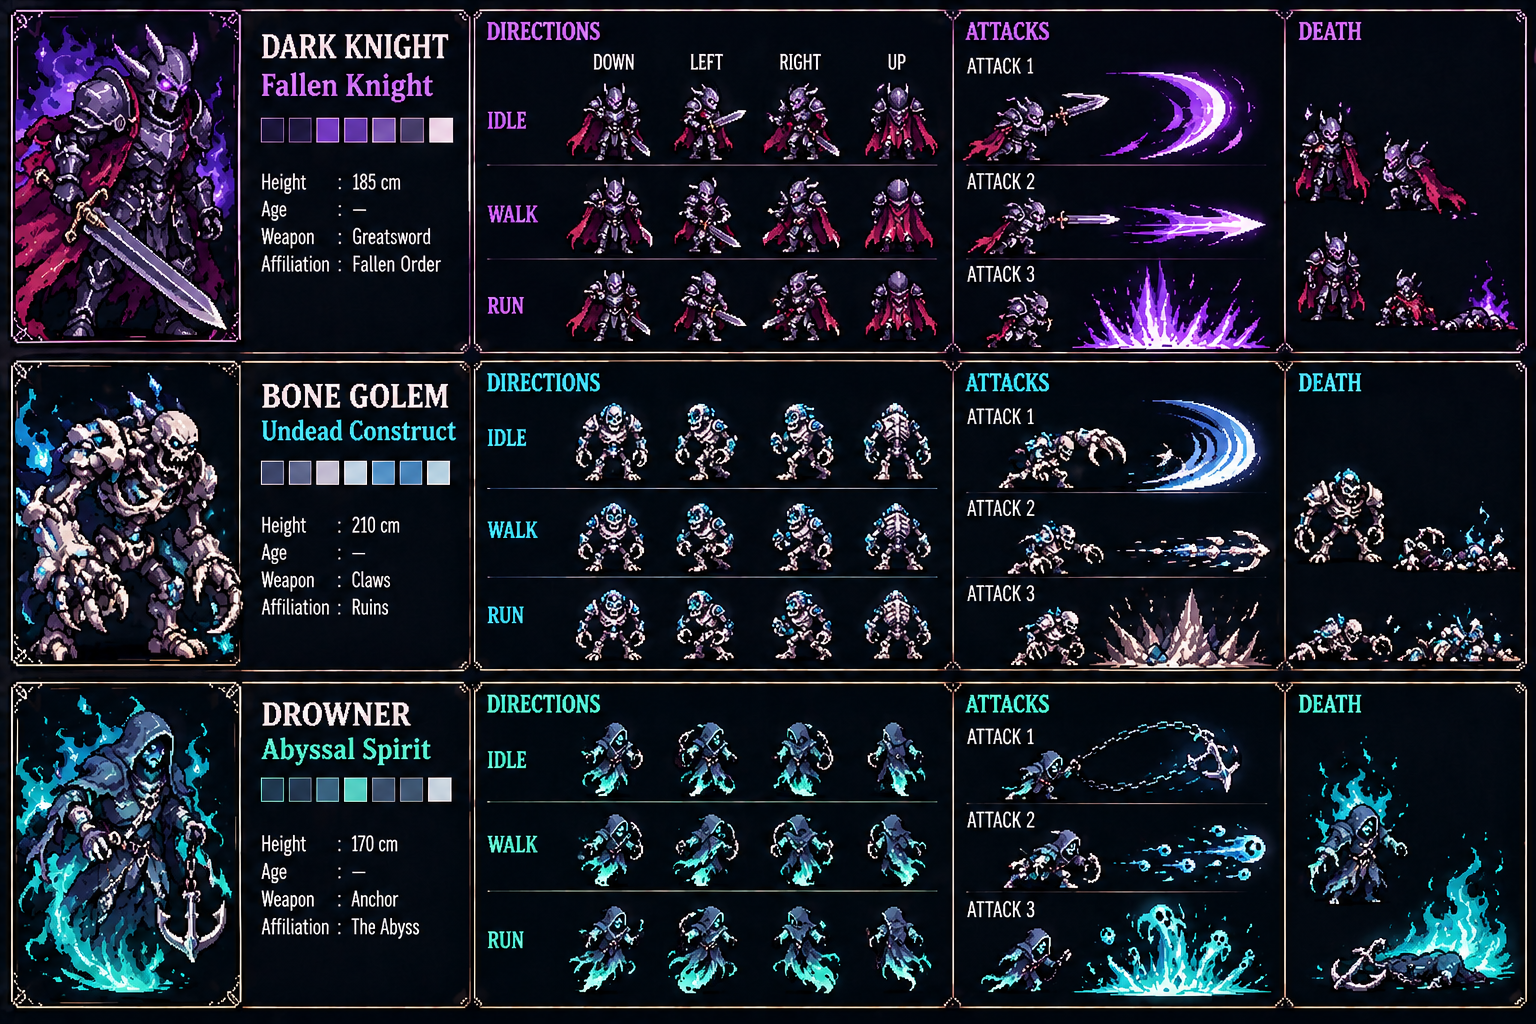 DARK KNIGHT
Fallen Knight
Height : 185 cm
Age : —
Weapon : Greatsword
Affiliation : Fallen Order
DIRECTIONS
DOWN LEFT RIGHT UP
IDLE
WALK
RUN
ATTACKS
ATTACK 1
ATTACK 2
ATTACK 3
DEATH
BONE GOLEM
Undead Construct
Height : 210 cm
Age : —
Weapon : Claws
Affiliation : Ruins
DIRECTIONS
IDLE
WALK
RUN
ATTACKS
ATTACK 1
ATTACK 2
ATTACK 3
DEATH
DROWNER
Abyssal Spirit
Height : 170 cm
Age : —
Weapon : Anchor
Affiliation : The Abyss
DIRECTIONS
IDLE
WALK
RUN
ATTACKS
ATTACK 1
ATTACK 2
ATTACK 3
DEATH